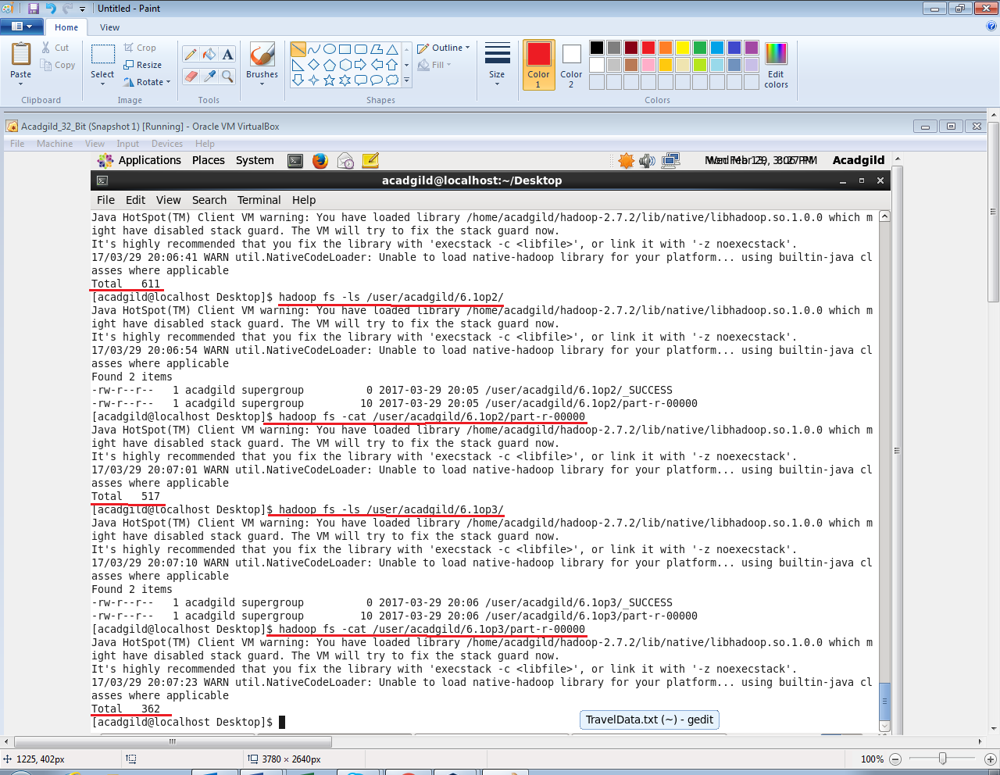 Untitled - Paint
Home View
Paste Cut Copy
Clipboard
Select Crop Resize Rotate
Image
Tools
Brushes
Outline Fill
Shapes
Size
Color 1 Color 2
Edit colors
Colors
Acadgild_32_Bit (Snapshot 1) [Running] - Oracle VM VirtualBox
File Machine View Input Devices Help
Applications Places System Acadgild
acadgild@localhost:~/Desktop
File Edit View Search Terminal Help
Java HotSpot(TM) Client VM warning: You have loaded library /home/acadgild/hadoop-2.7.2/lib/native/libhadoop.so.1.0.0 which m
ight have disabled stack guard. The VM will try to fix the stack guard now.
It's highly recommended that you fix the library with 'execstack -c <libfile>', or link it with '-z noexecstack'.
17/03/29 20:06:41 WARN util.NativeCodeLoader: Unable to load native-hadoop library for your platform... using builtin-java cl
asses where applicable
Total 611
[acadgild@localhost Desktop]$ hadoop fs -ls /user/acadgild/6.1op2/
Java HotSpot(TM) Client VM warning: You have loaded library /home/acadgild/hadoop-2.7.2/lib/native/libhadoop.so.1.0.0 which m
ight have disabled stack guard. The VM will try to fix the stack guard now.
It's highly recommended that you fix the library with 'execstack -c <libfile>', or link it with '-z noexecstack'.
17/03/29 20:06:54 WARN util.NativeCodeLoader: Unable to load native-hadoop library for your platform... using builtin-java cl
asses where applicable
Found 2 items
-rw-r--r-- 1 acadgild supergroup 0 2017-03-29 20:05 /user/acadgild/6.1op2/_SUCCESS
-rw-r--r-- 1 acadgild supergroup 10 2017-03-29 20:05 /user/acadgild/6.1op2/part-r-00000
[acadgild@localhost Desktop]$ hadoop fs -cat /user/acadgild/6.1op2/part-r-00000
Java HotSpot(TM) Client VM warning: You have loaded library /home/acadgild/hadoop-2.7.2/lib/native/libhadoop.so.1.0.0 which m
ight have disabled stack guard. The VM will try to fix the stack guard now.
It's highly recommended that you fix the library with 'execstack -c <libfile>', or link it with '-z noexecstack'.
17/03/29 20:07:01 WARN util.NativeCodeLoader: Unable to load native-hadoop library for your platform... using builtin-java cl
asses where applicable
Total 517
[acadgild@localhost Desktop]$ hadoop fs -ls /user/acadgild/6.1op3/
Java HotSpot(TM) Client VM warning: You have loaded library /home/acadgild/hadoop-2.7.2/lib/native/libhadoop.so.1.0.0 which m
ight have disabled stack guard. The VM will try to fix the stack guard now.
It's highly recommended that you fix the library with 'execstack -c <libfile>', or link it with '-z noexecstack'.
17/03/29 20:07:10 WARN util.NativeCodeLoader: Unable to load native-hadoop library for your platform... using builtin-java cl
asses where applicable
Found 2 items
-rw-r--r-- 1 acadgild supergroup 0 2017-03-29 20:06 /user/acadgild/6.1op3/_SUCCESS
-rw-r--r-- 1 acadgild supergroup 10 2017-03-29 20:06 /user/acadgild/6.1op3/part-r-00000
[acadgild@localhost Desktop]$ hadoop fs -cat /user/acadgild/6.1op3/part-r-00000
Java HotSpot(TM) Client VM warning: You have loaded library /home/acadgild/hadoop-2.7.2/lib/native/libhadoop.so.1.0.0 which m
ight have disabled stack guard. The VM will try to fix the stack guard now.
It's highly recommended that you fix the library with 'execstack -c <libfile>', or link it with '-z noexecstack'.
17/03/29 20:07:23 WARN util.NativeCodeLoader: Unable to load native-hadoop library for your platform... using builtin-java cl
asses where applicable
Total 362
[acadgild@localhost Desktop]$
TravelData.txt (~) - gedit
1225, 402px 3780 × 2640px 100%